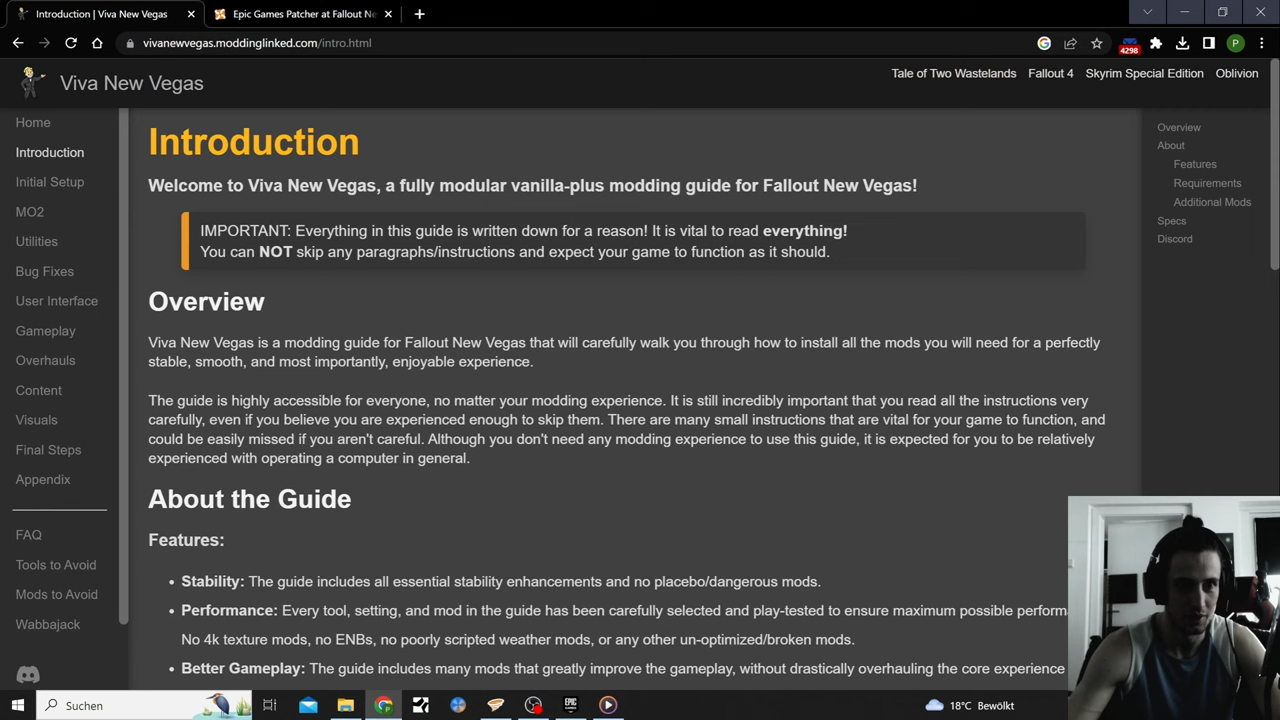 Introduction | Viva New Vegas
Epic Games Patcher at Fallout Ne
vivanewvegas.moddinglinked.com/intro.html
4298
P
Viva New Vegas
Tale of Two Wastelands Fallout 4 Skyrim Special Edition Oblivion
Home
Introduction
Initial Setup
MO2
Utilities
Bug Fixes
User Interface
Gameplay
Overhauls
Content
Visuals
Final Steps
Appendix
FAQ
Tools to Avoid
Mods to Avoid
Wabbajack
Introduction
Welcome to Viva New Vegas, a fully modular vanilla-plus modding guide for Fallout New Vegas!
IMPORTANT: Everything in this guide is written down for a reason! It is vital to read everything!
You can NOT skip any paragraphs/instructions and expect your game to function as it should.
Overview
Viva New Vegas is a modding guide for Fallout New Vegas that will carefully walk you through how to install all the mods you will need for a perfectly
stable, smooth, and most importantly, enjoyable experience.
The guide is highly accessible for everyone, no matter your modding experience. It is still incredibly important that you read all the instructions very
carefully, even if you believe you are experienced enough to skip them. There are many small instructions that are vital for your game to function, and
could be easily missed if you aren't careful. Although you don't need any modding experience to use this guide, it is expected for you to be relatively
experienced with operating a computer in general.
About the Guide
Features:
• Stability: The guide includes all essential stability enhancements and no placebo/dangerous mods.
• Performance: Every tool, setting, and mod in the guide has been carefully selected and play-tested to ensure maximum possible performa
No 4k texture mods, no ENBs, no poorly scripted weather mods, or any other un-optimized/broken mods.
• Better Gameplay: The guide includes many mods that greatly improve the gameplay, without drastically overhauling the core experience
Overview
About
Features
Requirements
Additional Mods
Specs
Discord
Suchen
EPIC
18°C Bewölkt